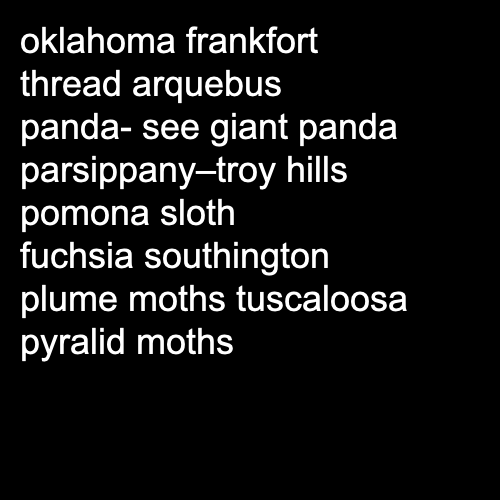 oklahoma frankfort
thread arquebus
panda- see giant panda
parsippany–troy hills
pomona sloth
fuchsia southington
plume moths tuscaloosa
pyralid moths